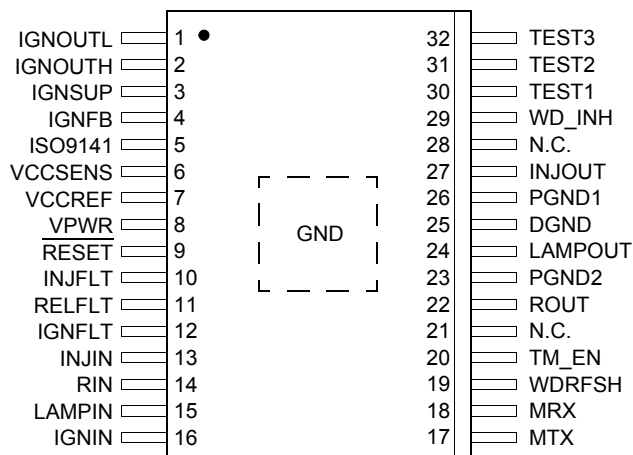 IGNOUTL 1 32 TEST3
IGNOUTH 2 31 TEST2
IGNSUP 3 30 TEST1
IGNFB 4 29 WD_INH
ISO9141 5 28 N.C.
VCCSENS 6 27 INJOUT
VCCREF 7 26 PGND1
VPWR 8 25 DGND
GND
RESET 9 24 LAMPOUT
INJFLT 10 23 PGND2
RELFLT 11 22 ROUT
IGNFLT 12 21 N.C.
INJIN 13 20 TM_EN
RIN 14 19 WDRFSH
LAMPIN 15 18 MRX
IGNIN 16 17 MTX